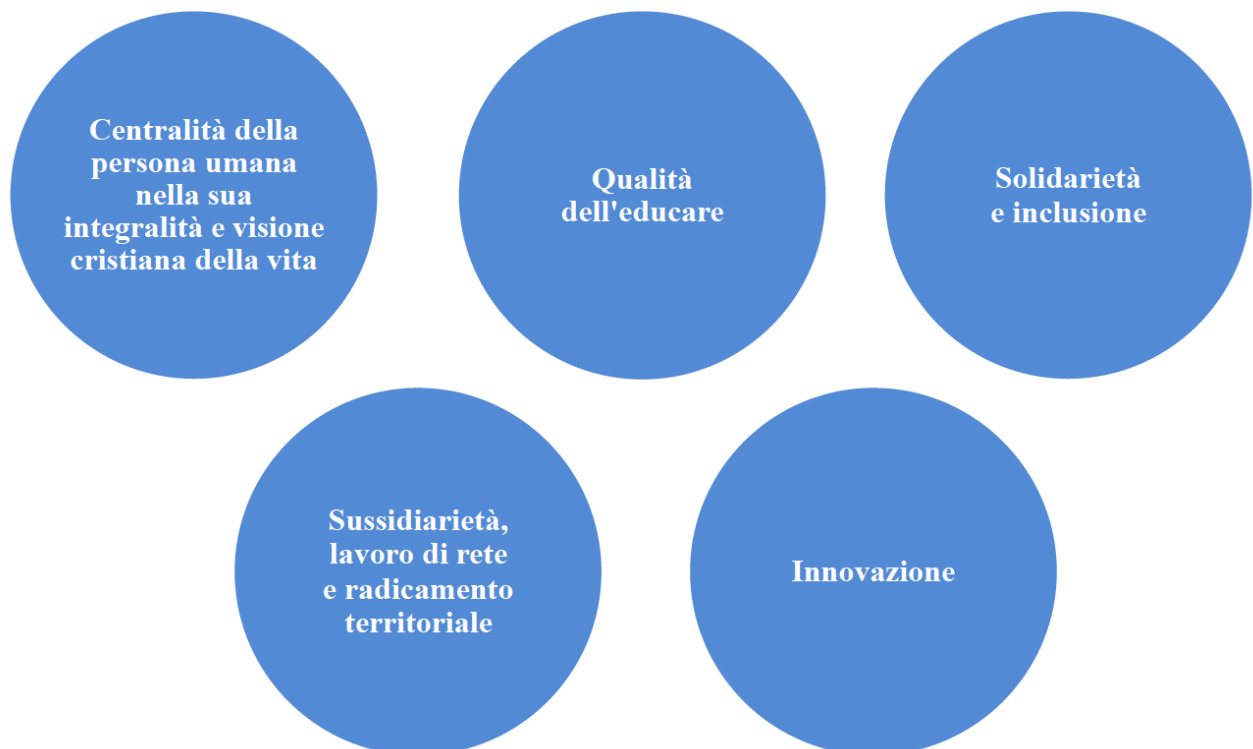 Centralità della
persona umana
nella sua
integralità e visione
cristiana della vita
Qualità
dell'educare
Solidarietà
e inclusione
Sussidiarietà,
lavoro di rete
e radicamento
territoriale
Innovazione